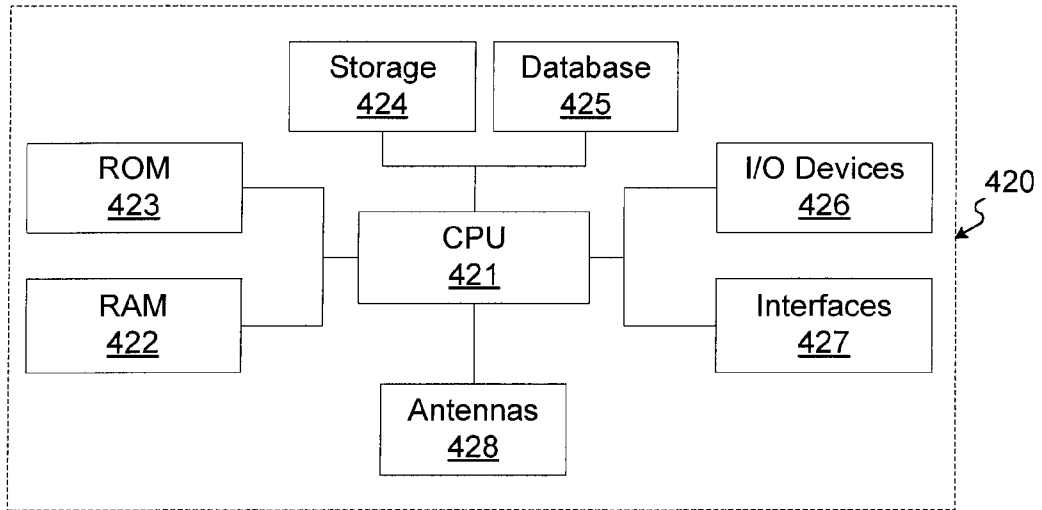 Storage
424
Database
425
ROM
423
I/O Devices
426
420
CPU
421
RAM
422
Interfaces
427
Antennas
428